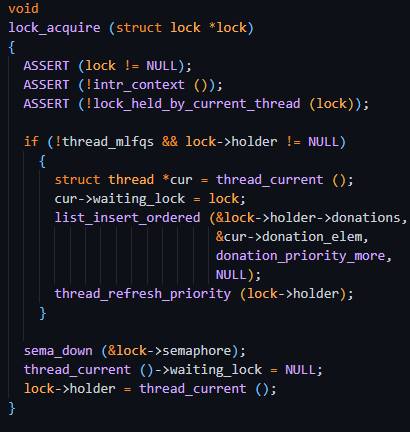 void
lock_acquire (struct lock *lock)
{
  ASSERT (lock != NULL);
  ASSERT (!intr_context ());
  ASSERT (!lock_held_by_current_thread (lock));

  if (!thread_mlfqs && lock->holder != NULL)
    {
      struct thread *cur = thread_current ();
      cur->waiting_lock = lock;
      list_insert_ordered (&lock->holder->donations,
                           &cur->donation_elem,
                           donation_priority_more,
                           NULL);
      thread_refresh_priority (lock->holder);
    }

  sema_down (&lock->semaphore);
  thread_current ()->waiting_lock = NULL;
  lock->holder = thread_current ();
}